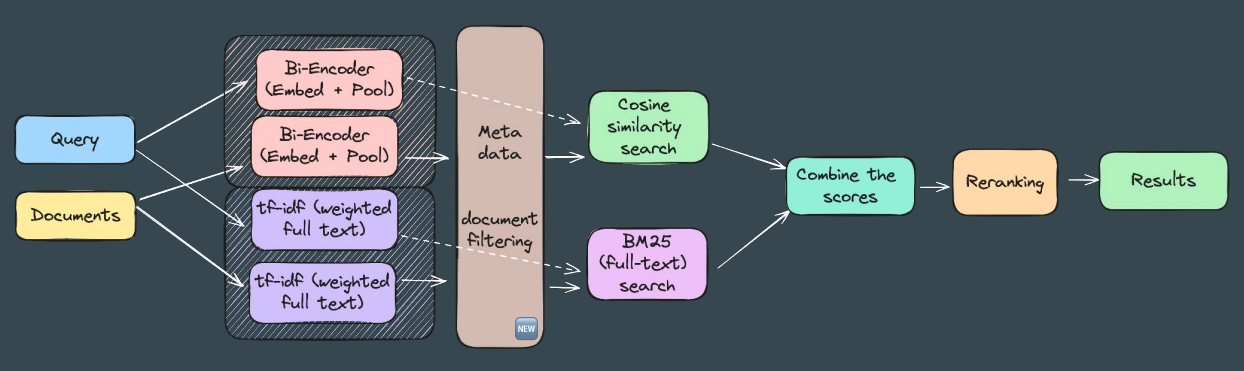 Query
Documents
Bi-Encoder
(Embed + Pool)
Bi-Encoder
(Embed + Pool)
tf-idf (weighted
full text)
tf-idf (weighted
full text)
Meta
data
document
filtering
NEW
Cosine
similarity
search
BM25
(full-text)
search
Combine the
scores
Reranking
Results